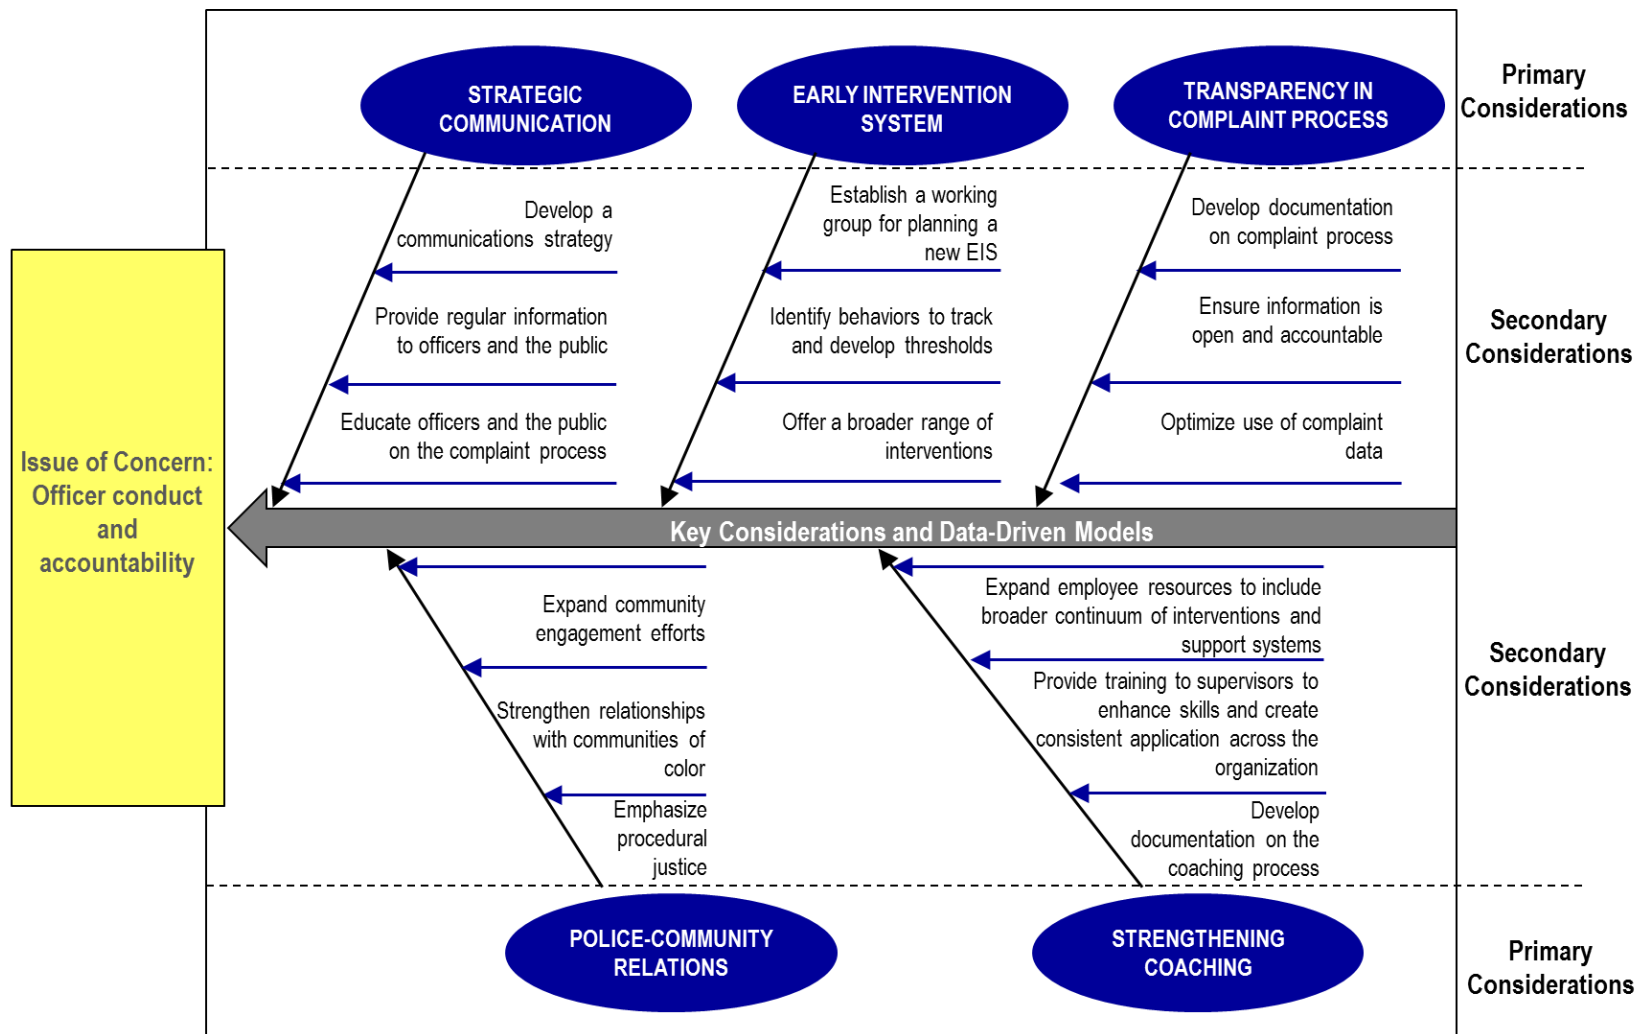 STRATEGIC
COMMUNICATION
EARLY INTERVENTION
SYSTEM
TRANSPARENCY IN
COMPLAINT PROCESS
Primary
Considerations
Develop a
communications strategy
Provide regular information
to officers and the public
Educate officers and the public
on the complaint process
Establish a working
group for planning a
new EIS
Identify behaviors to track
and develop thresholds
Offer a broader range of
interventions
Develop documentation
on complaint process
Ensure information is
open and accountable
Optimize use of complaint
data
Secondary
Considerations
Issue of Concern:
Officer conduct
and
accountability
Key Considerations and Data-Driven Models
Expand community
engagement efforts
Strengthen relationships
with communities of
color
Emphasize
procedural
justice
Expand employee resources to include
broader continuum of interventions and
support systems
Provide training to supervisors to
enhance skills and create
consistent application across the
organization
Develop
documentation on the
coaching process
Secondary
Considerations
POLICE-COMMUNITY
RELATIONS
STRENGTHENING
COACHING
Primary
Considerations